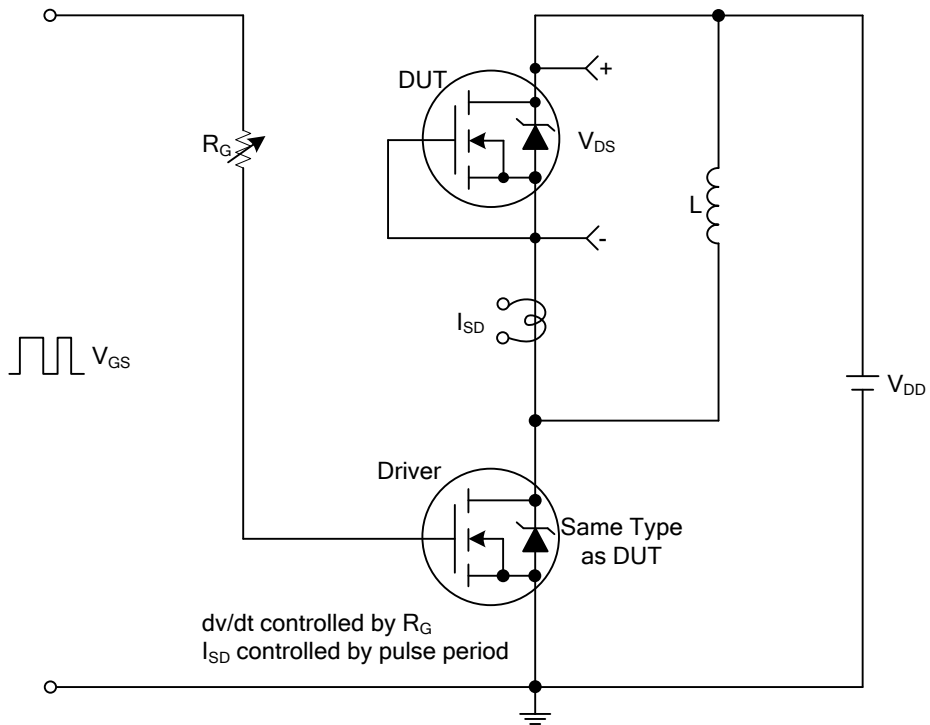 DUT
+
R_G
V_DS
L
-
I_SD
V_GS
V_DD
Driver
Same Type
as DUT
dv/dt controlled by R_G
I_SD controlled by pulse period